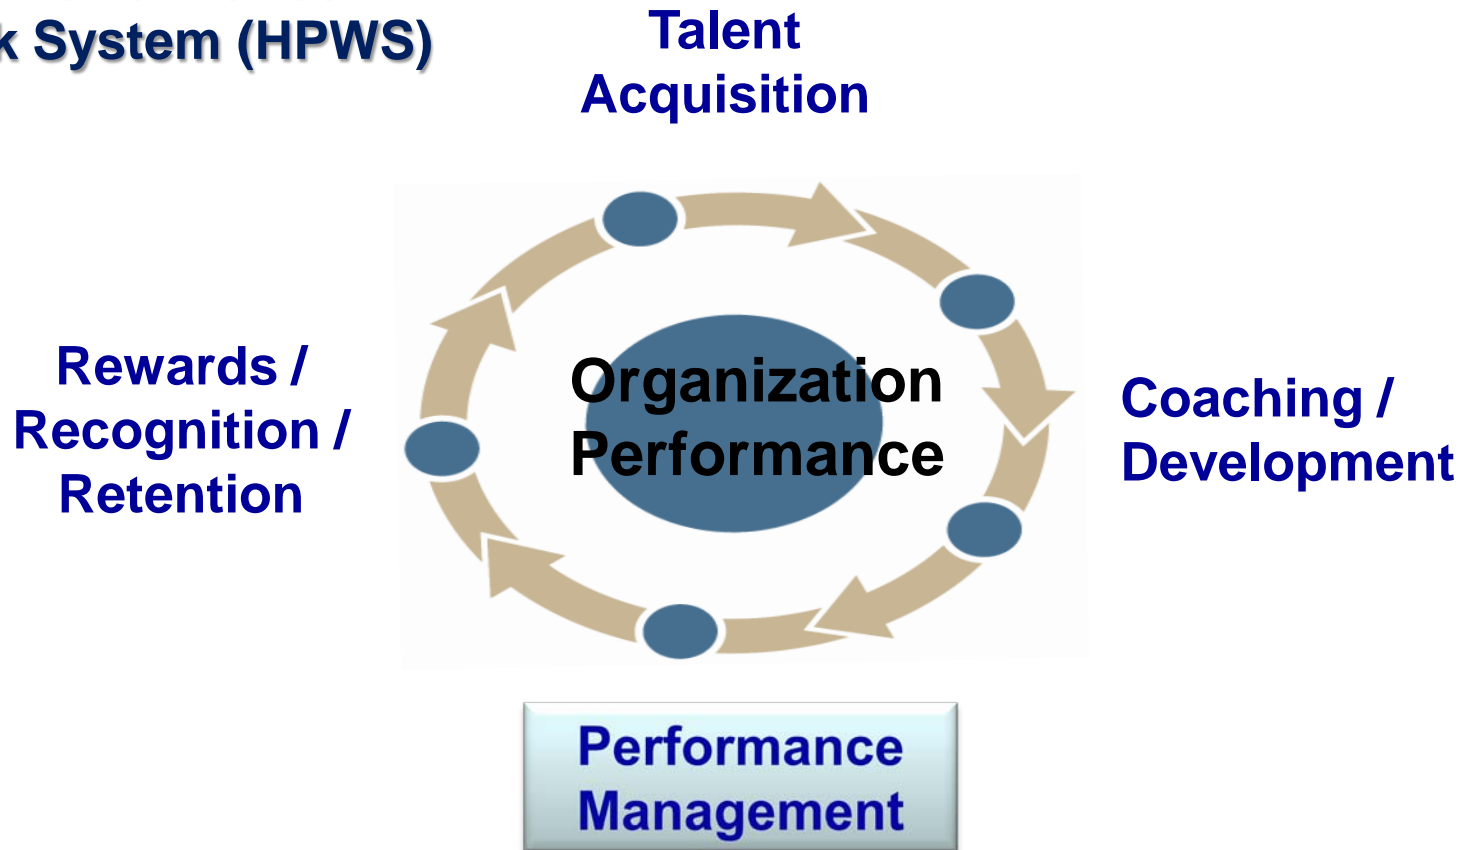 k System (HPWS)
Talent
Acquisition
Rewards /
Recognition /
Retention
Organization
Performance
Coaching /
Development
Performance
Management